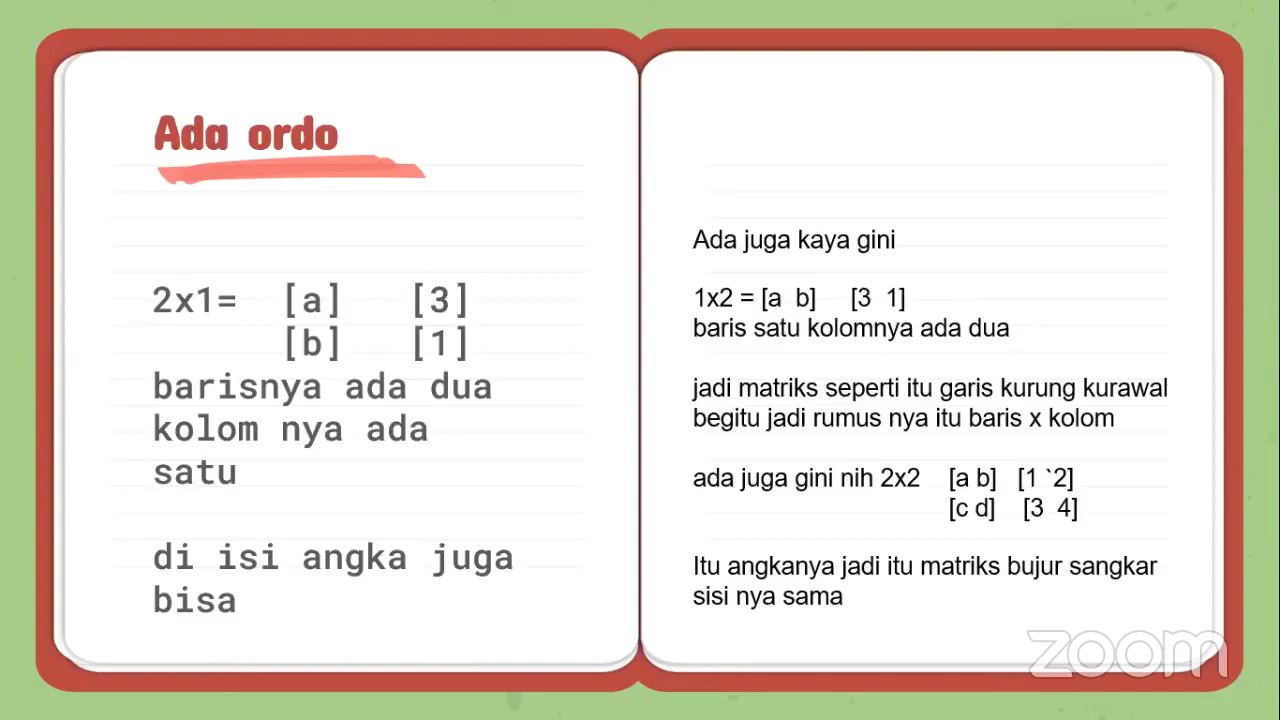 Ada ordo
2x1= [a] [3]
[b] [1]
barisnya ada dua
kolom nya ada
satu
di isi angka juga
bisa
Ada juga kaya gini
1x2 = [a b] [3 1]
baris satu kolomnya ada dua
jadi matriks seperti itu garis kurung kurawal
begitu jadi rumus nya itu baris x kolom
ada juga gini nih 2x2 [a b] [1 `2]
[c d] [3 4]
Itu angkanya jadi itu matriks bujur sangkar
sisi nya sama
zoom